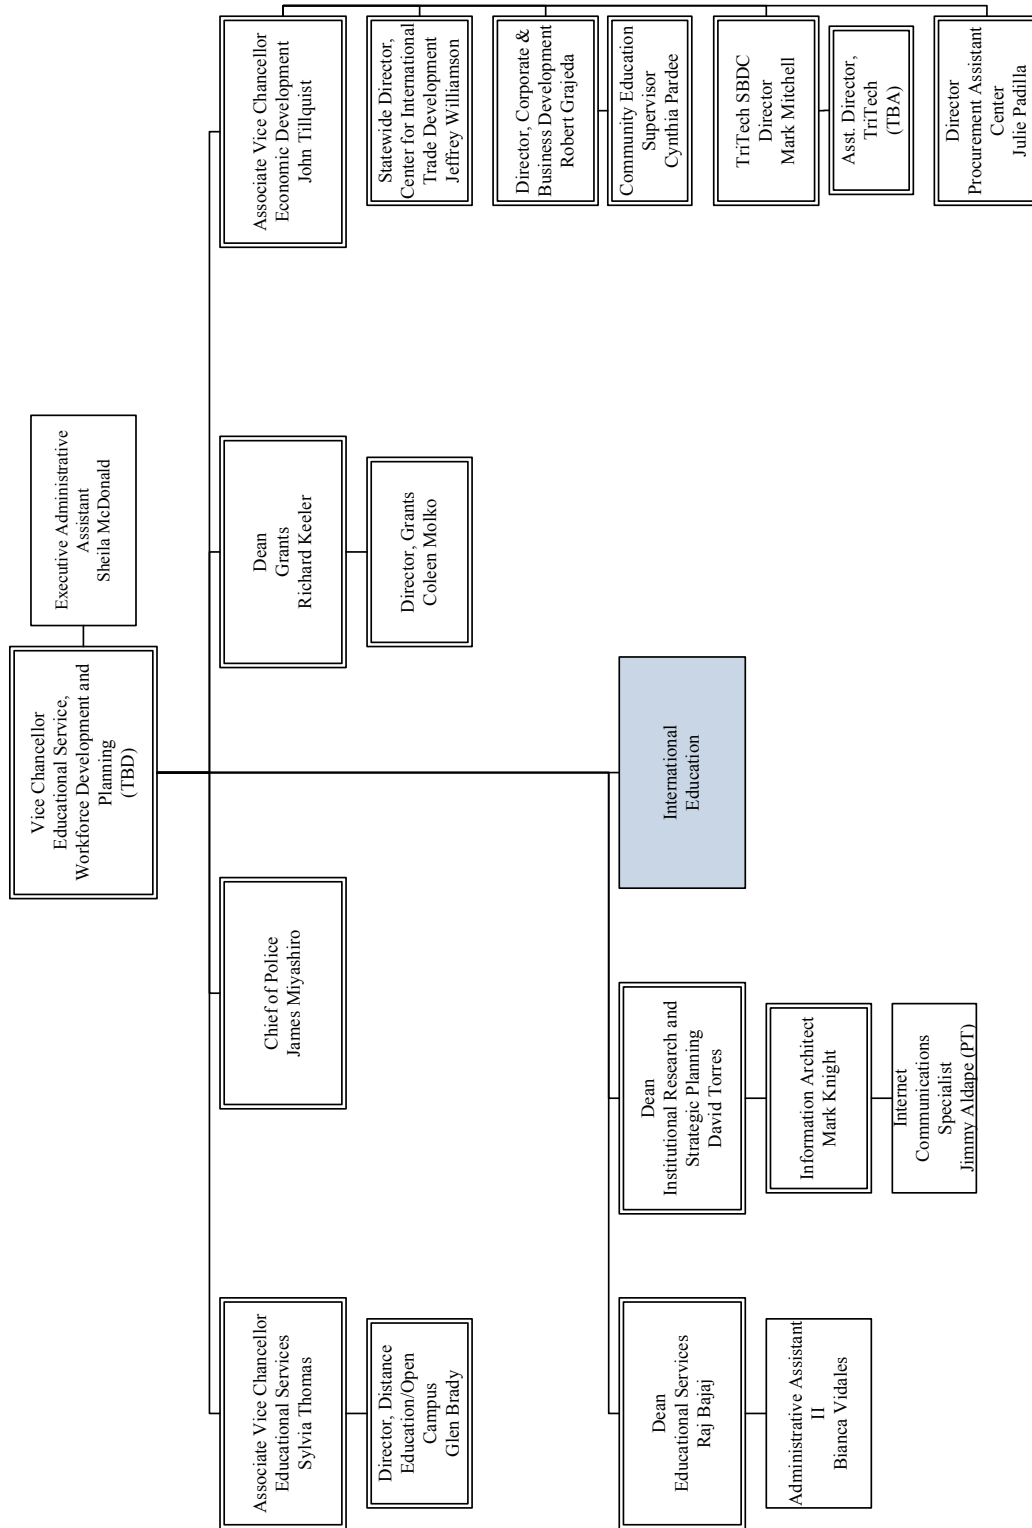 Vice Chancellor
Educational Service,
Workforce Development and
Planning
(TBD)
Executive Administrative
Assistant
Sheila McDonald
Associate Vice Chancellor
Educational Services
Sylvia Thomas
Director, Distance
Education/Open
Campus
Glen Brady
Chief of Police
James Miyashiro
Dean
Grants
Richard Keeler
Director, Grants
Coleen Molko
Associate Vice Chancellor
Economic Development
John Tillquist
Statewide Director,
Center for International
Trade Development
Jeffrey Williamson
Director, Corporate &
Business Development
Robert Grajeda
Community Education
Supervisor
Cynthia Pardee
TriTech SBDC
Director
Mark Mitchell
Asst. Director,
TriTech
(TBA)
Director
Procurement Assistant
Center
Julie Padilla
Dean
Educational Services
Raj Bajaj
Administrative Assistant
II
Bianca Vidales
Dean
Institutional Research and
Strategic Planning
David Torres
Information Architect
Mark Knight
Internet
Communications
Specialist
Jimmy Aldape (PT)
International
Education